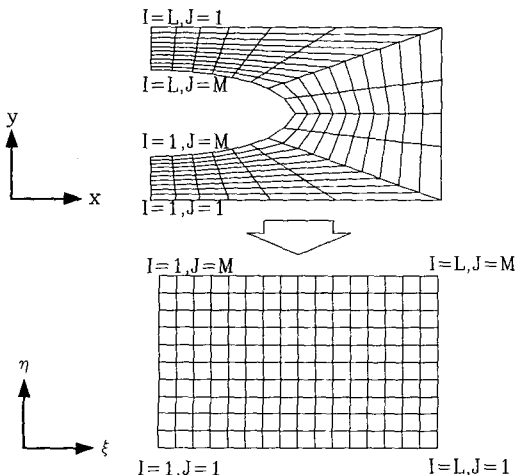 I=L,J=1
I=L,J=M
y
I=1,J=M
x
I=1,J=1
I=1,J=M
I=L,J=M
η
ξ
I=1,J=1
I=L,J=1